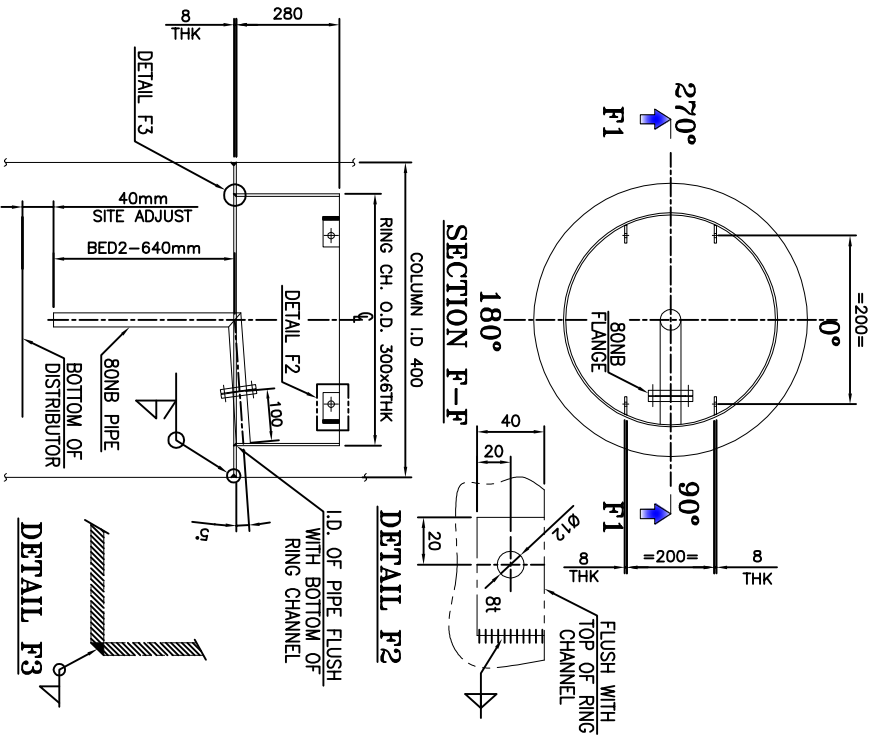 270°
F1
=200=
0°
80NB
FLANGE
180°
SECTION F-F
90°
F1
8
THK
=200=
8
THK
8
THK
280
DETAIL F3
40mm
SITE ADJUST
BED2-640mm
COLUMN I.D 400
RING CH. O.D. 300x6THK
℄
DETAIL F2
100
80NB PIPE
BOTTOM OF
DISTRIBUTOR
5°
I.D. OF PIPE FLUSH
WITH BOTTOM OF
RING CHANNEL
40
20
20
Ø12
8t
FLUSH WITH
TOP OF RING
CHANNEL
DETAIL F2
DETAIL F3